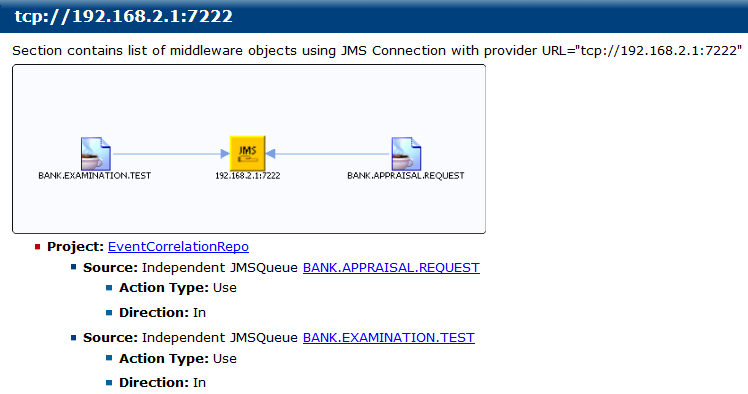 tcp://192.168.2.1:7222
Section contains list of middleware objects using JMS Connection with provider URL="tcp://192.168.2.1:7222"
JMS
BANK.EXAMINATION.TEST 192.168.2.1:7222 BANK.APPRAISAL.REQUEST
Project: EventCorrelationRepo
Source: Independent JMSQueue BANK.APPRAISAL.REQUEST
Action Type: Use
Direction: In
Source: Independent JMSQueue BANK.EXAMINATION.TEST
Action Type: Use
Direction: In